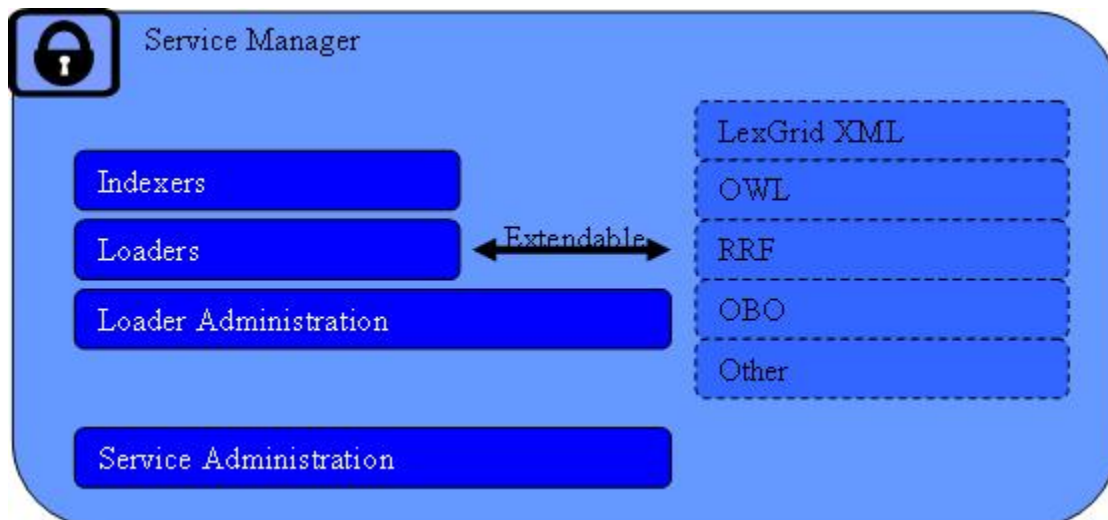 Service Manager
Indexers
Loaders
Loader Administration
Service Administration
Extendable
LexGrid XML
OWL
RRF
OBO
Other